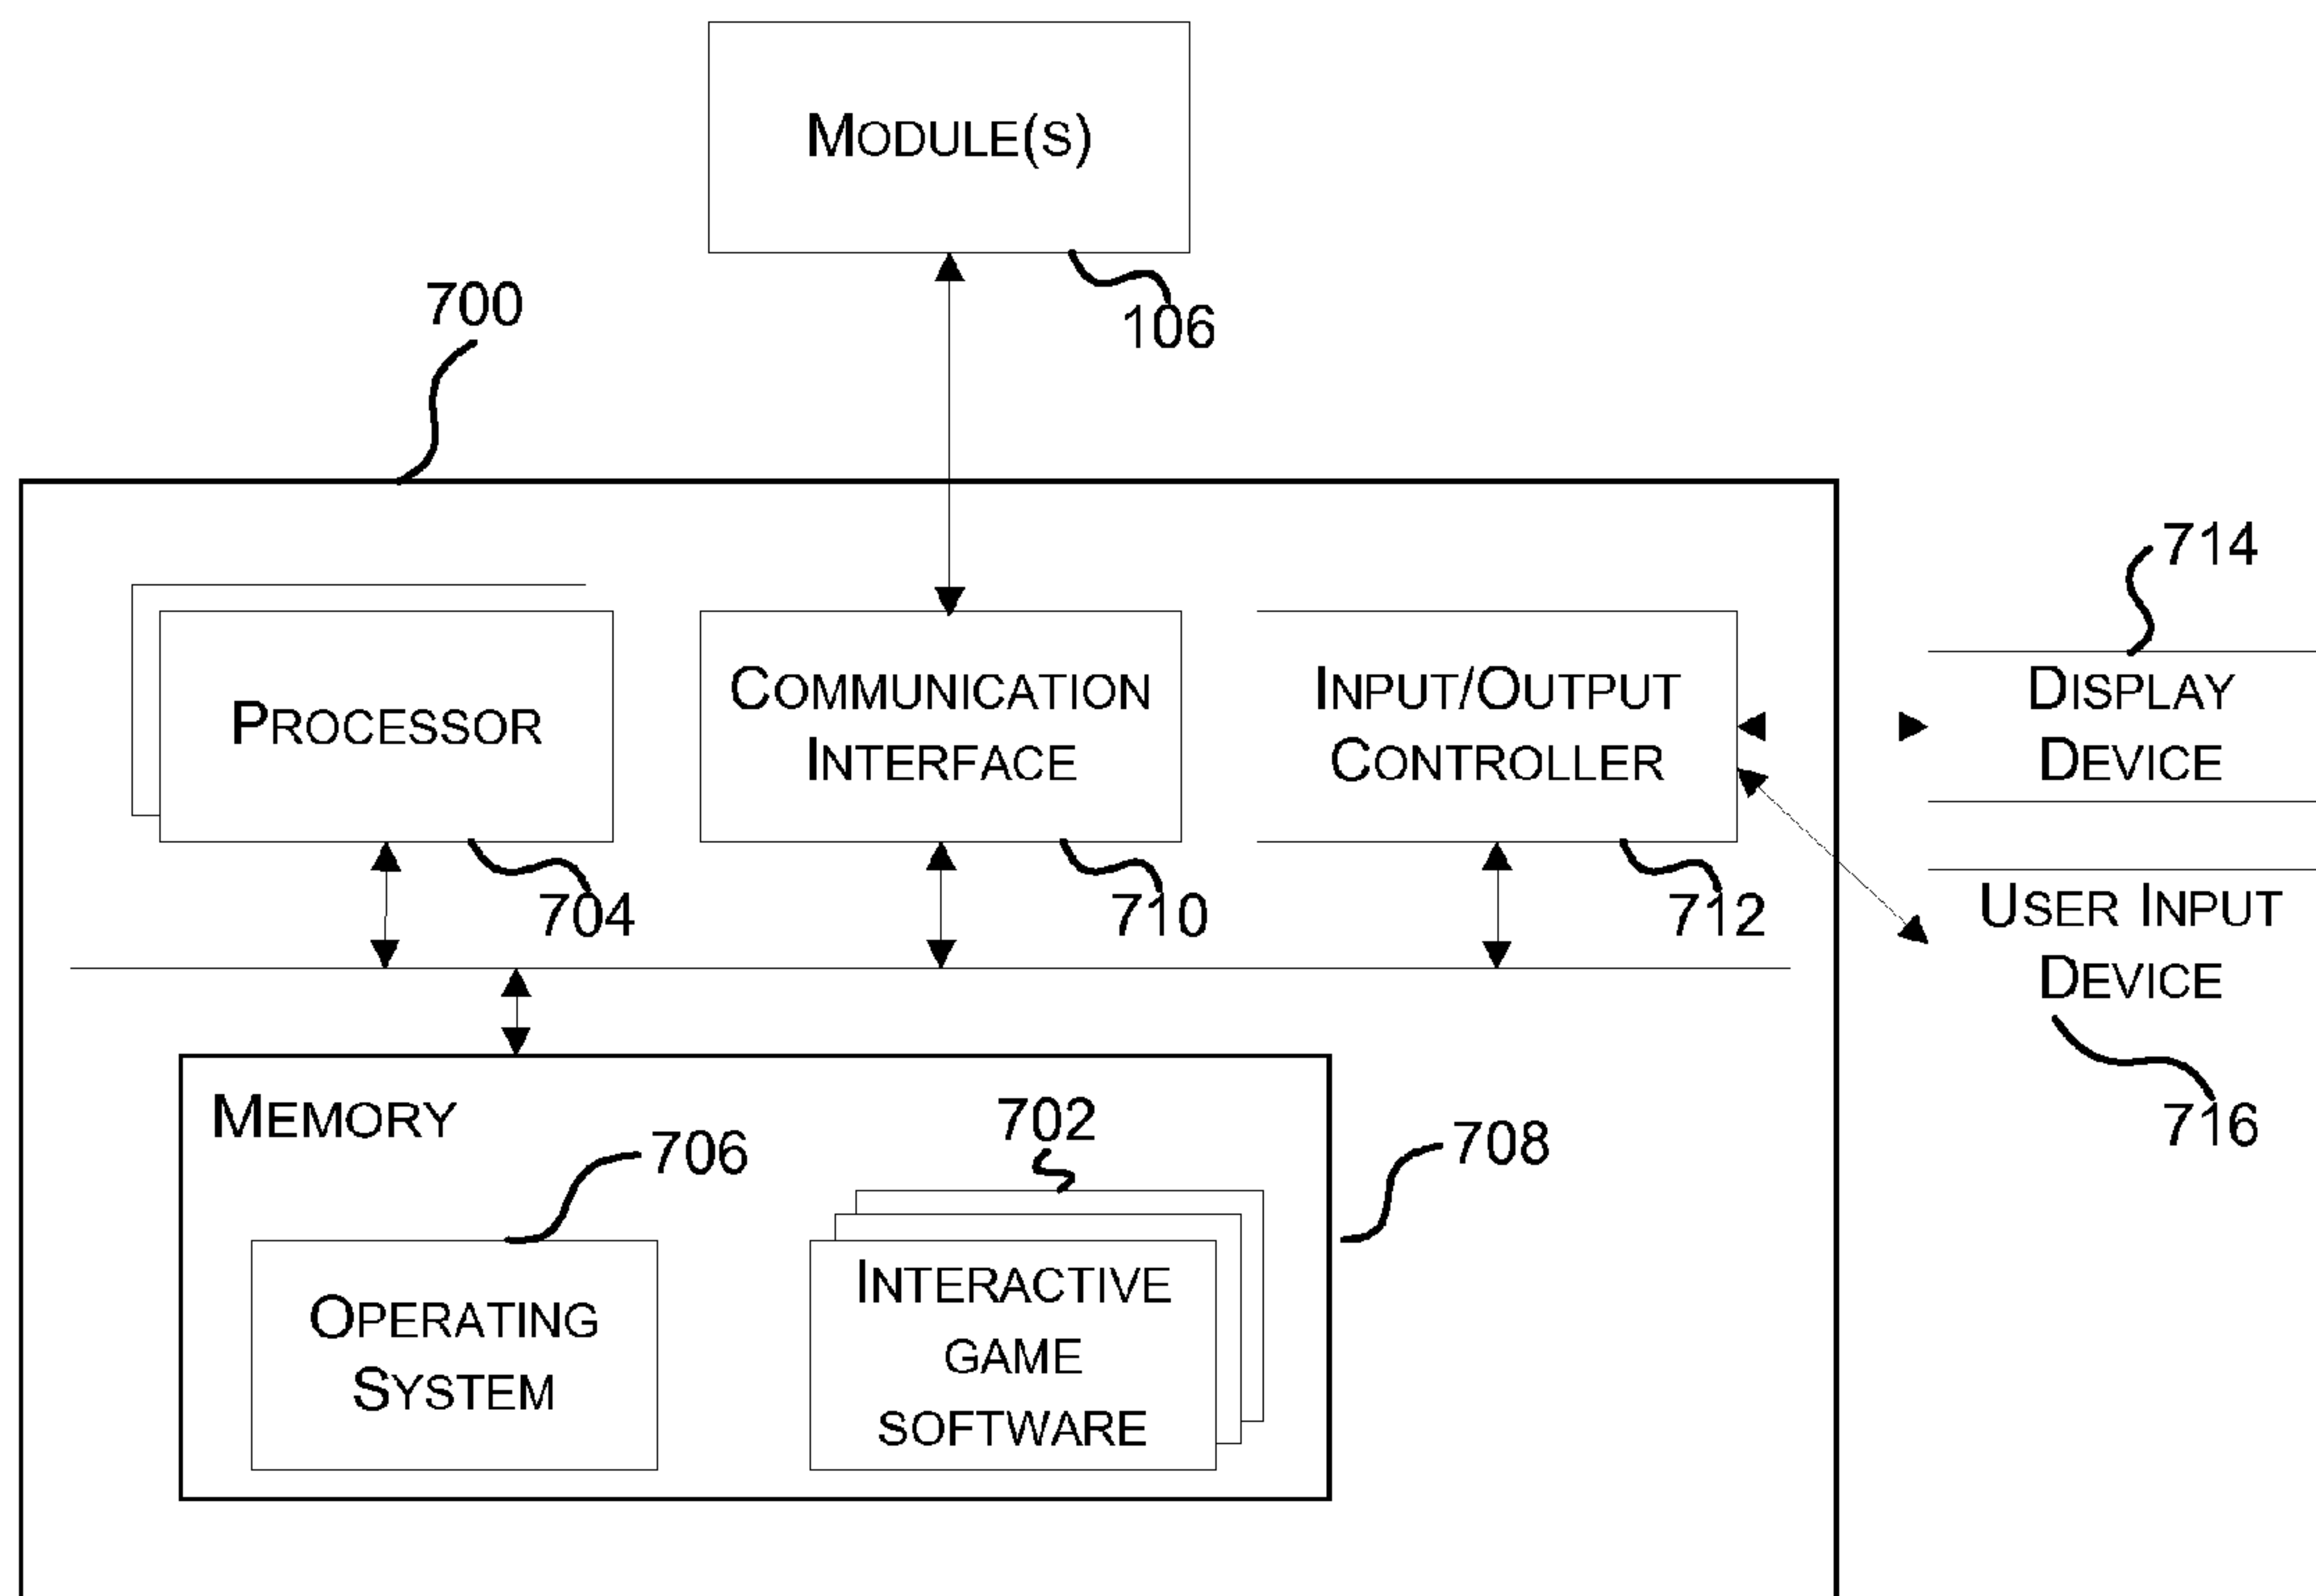 MODULE(S)
106
700
714
PROCESSOR
704
COMMUNICATION
INTERFACE
710
INPUT/OUTPUT
CONTROLLER
712
DISPLAY
DEVICE
USER INPUT
DEVICE
716
MEMORY
706
702
708
OPERATING
SYSTEM
INTERACTIVE
GAME
SOFTWARE